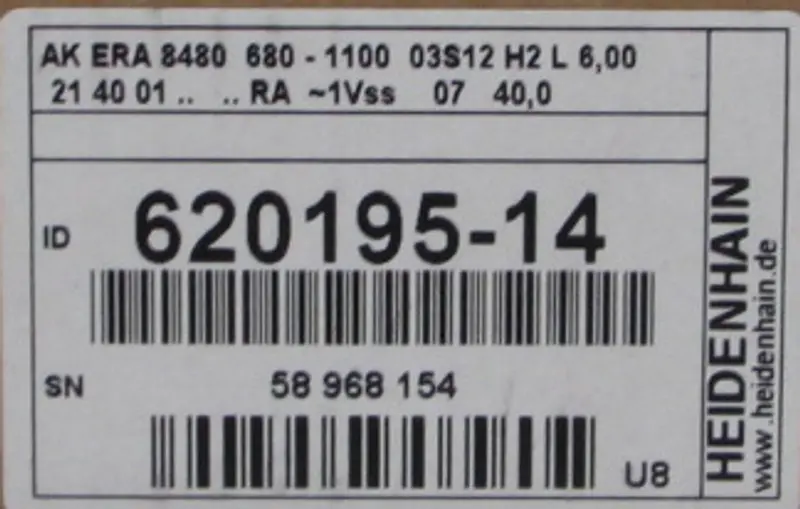 AK ERA 8480 680 - 1100 03S12 H2 L 6,00
21 40 01 .. .. RA ~1Vss 07 40,0
ID 620195-14
SN 58 968 154
U8
HEIDENHAIN
www.heidenhain.de